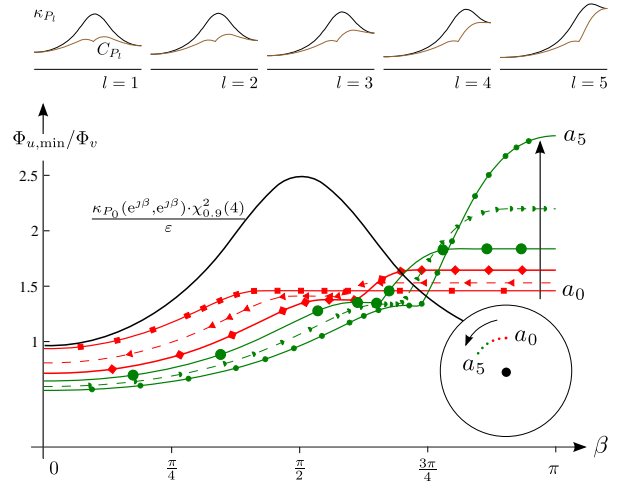 κ_{P_l}
C_{P_l}
l = 1 l = 2 l = 3 l = 4 l = 5
Φ_{u,min}/Φ_v
a_5
2.5
κ_{P_0}(e^{jβ},e^{jβ})·χ²_{0.9}(4)
ε
2
1.5
a_0
1
a_0
a_5
β
0 π/4 π/2 3π/4 π